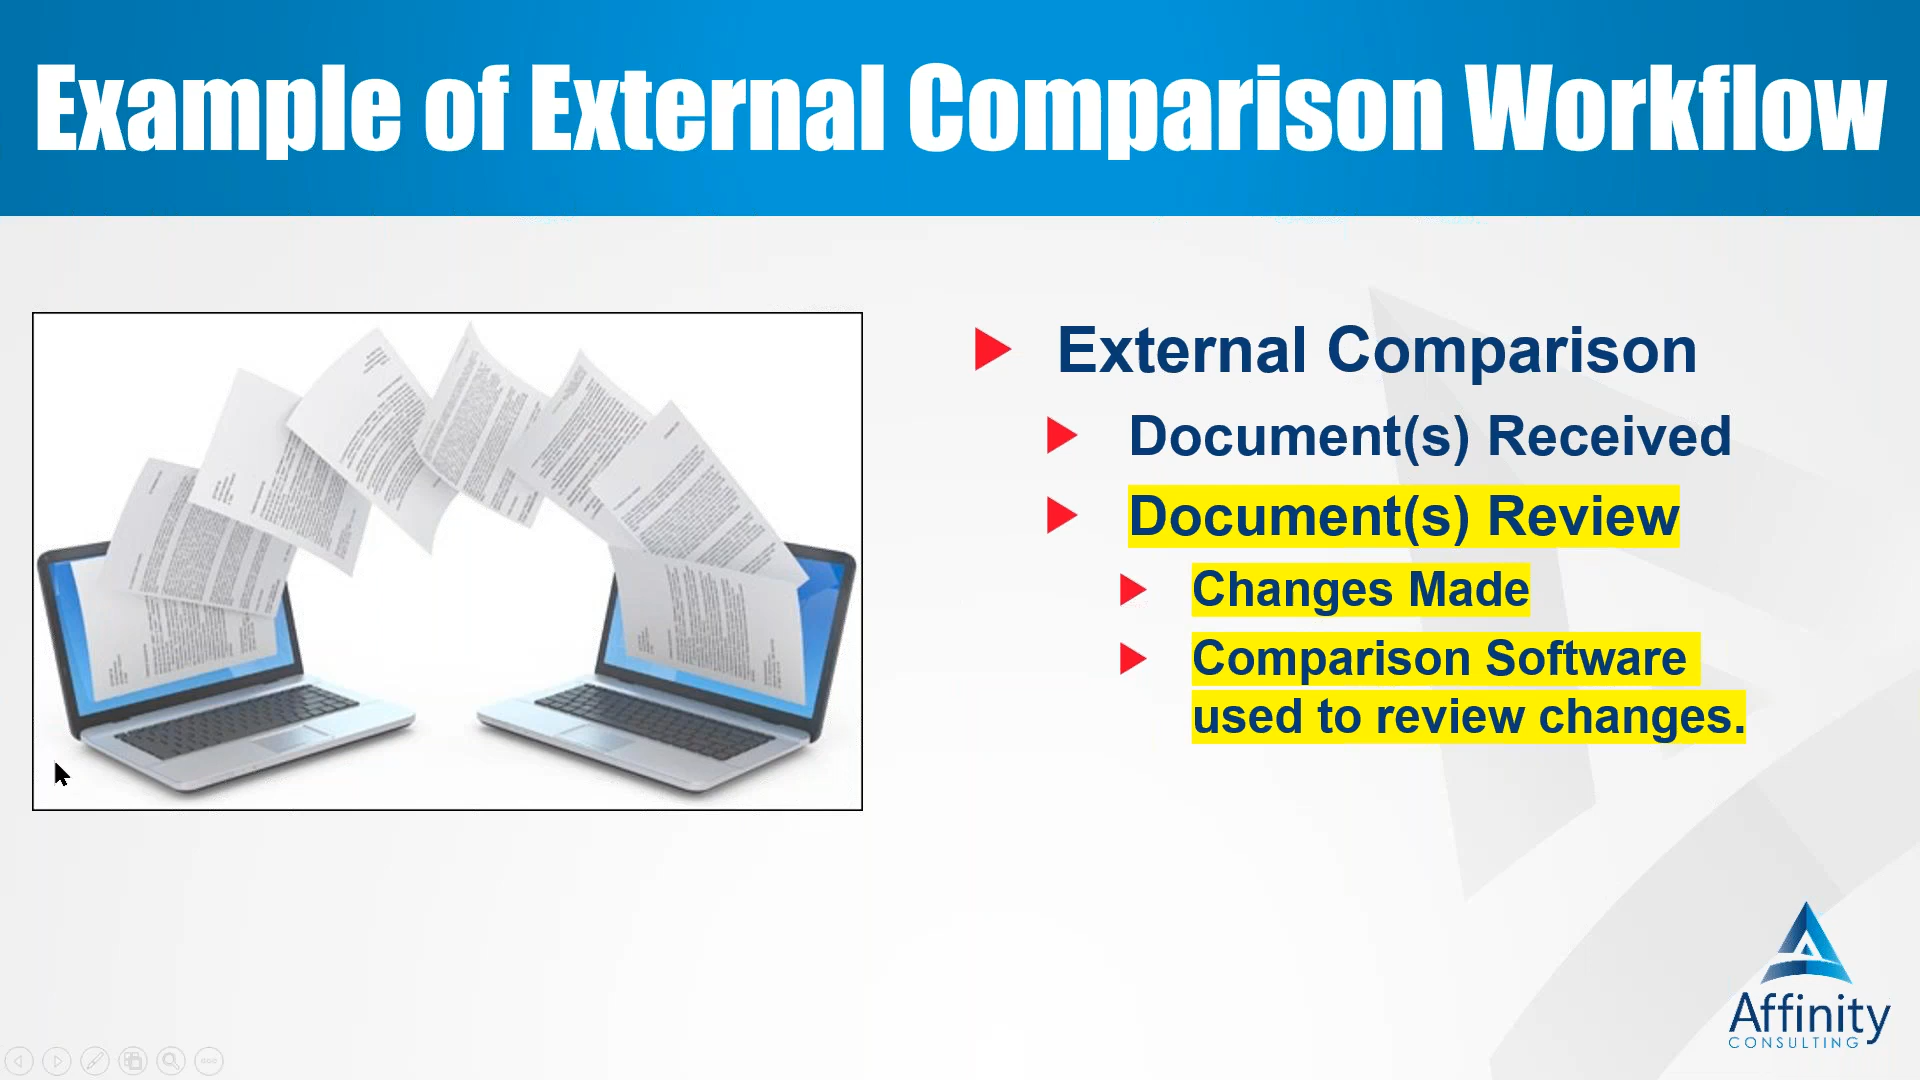 Example of External Comparison Workflow
External Comparison
Document(s) Received
Document(s) Review
Changes Made
Comparison Software
used to review changes.
Affinity
CONSULTING